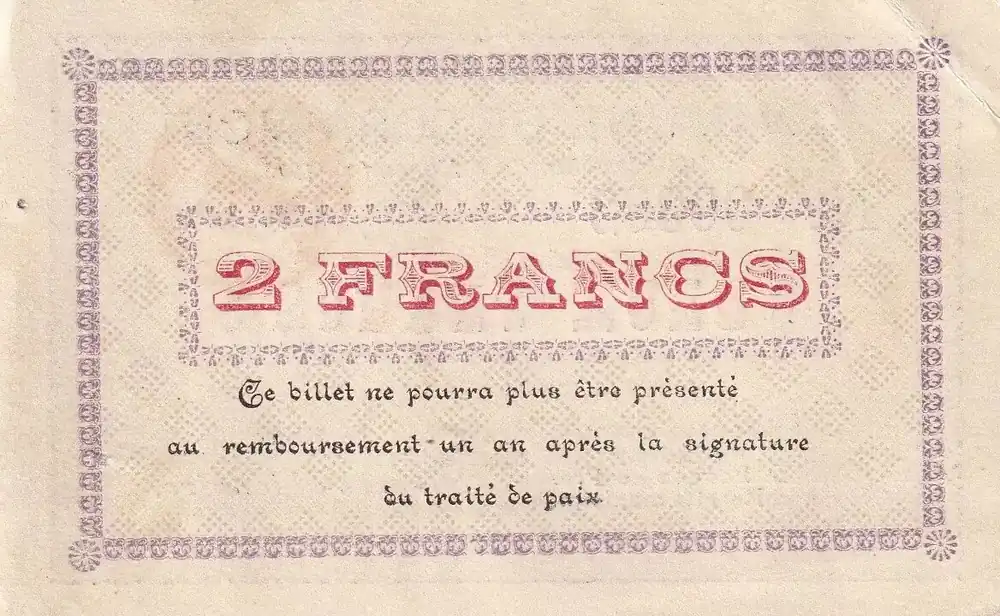 2 FRANCS
Ce billet ne pourra plus être présenté
au remboursement un an après la signature
du traité de paix.